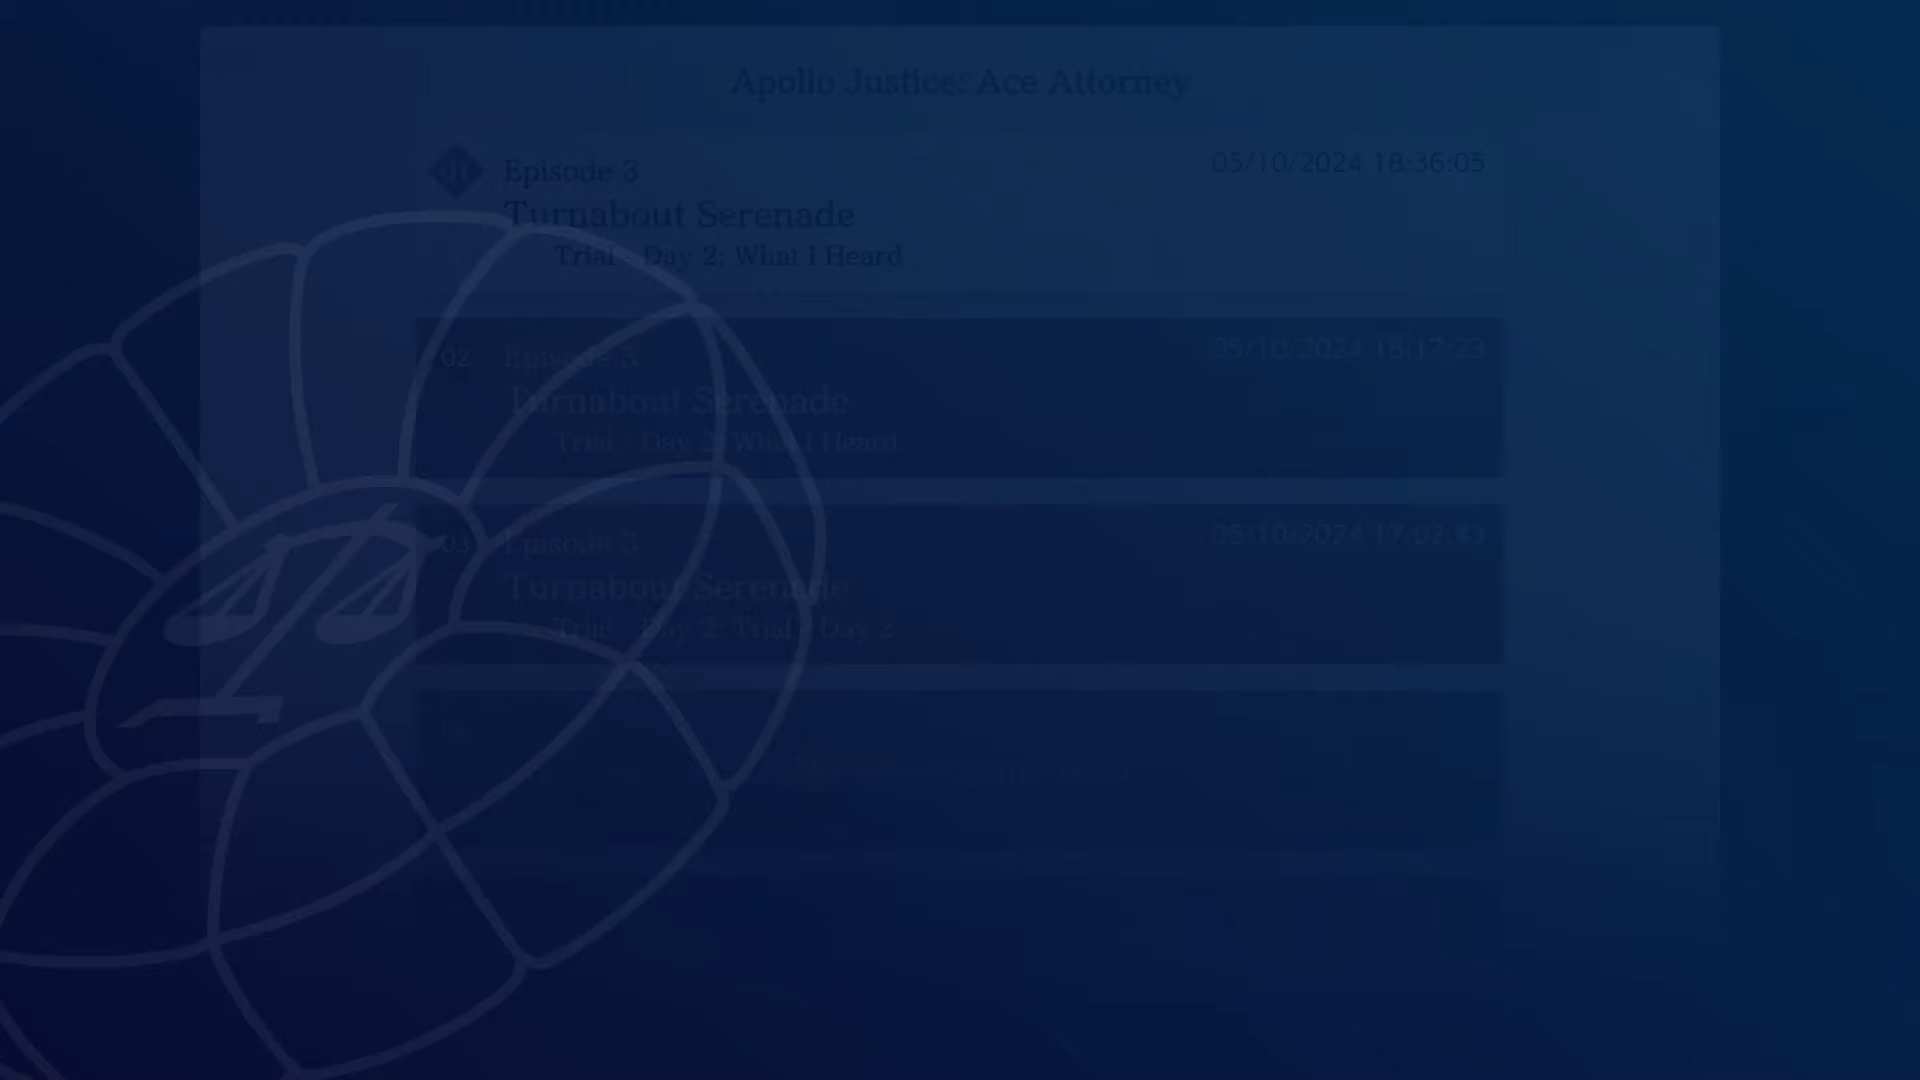 Apollo Justice: Ace Attorney
01 Episode 3 05/10/2024 18:36:05
Turnabout Serenade
Trial - Day 2: What I Heard
02 Episode 3 05/10/2024 18:17:23
Turnabout Serenade
Trial - Day 2: What I Heard
03 Episode 3 05/10/2024 17:02:43
Turnabout Serenade
Trial - Day 2: Trial - Day 2